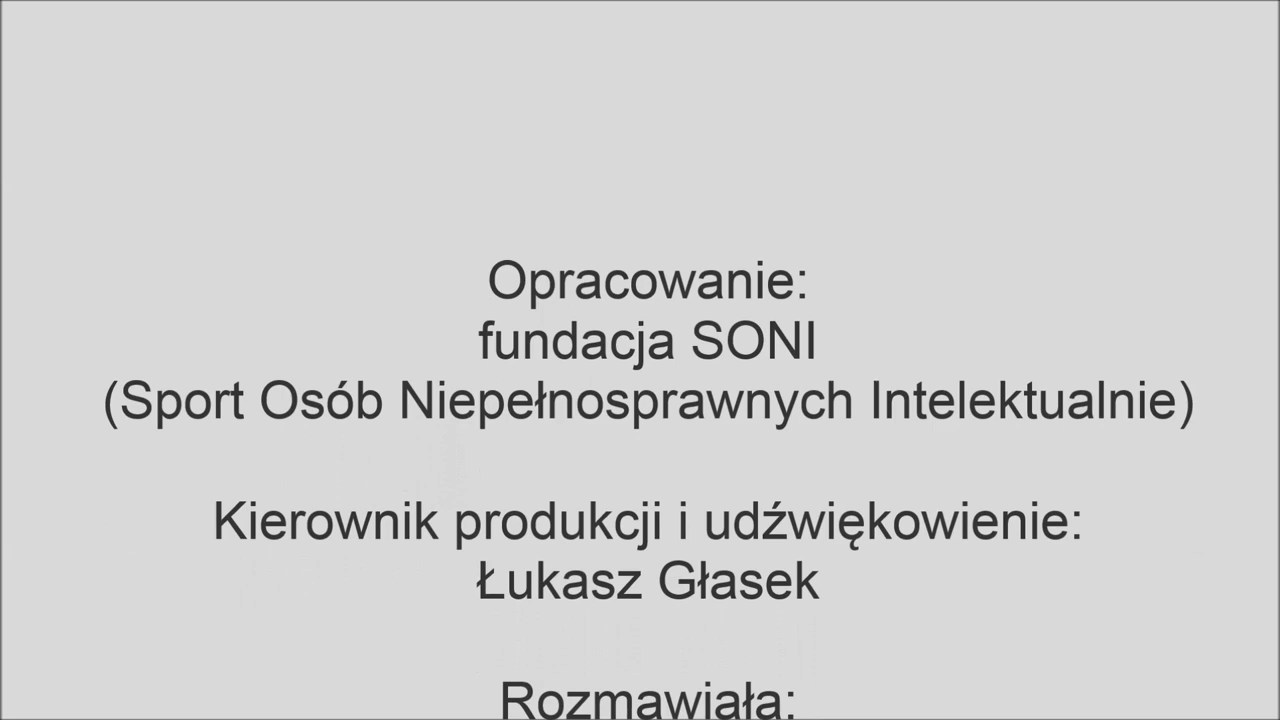 Opracowanie:
fundacja SONI
(Sport Osób Niepełnosprawnych Intelektualnie)
Kierownik produkcji i udźwiękowienie:
Łukasz Głasek
Rozmawiała: